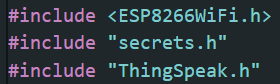 #include <ESP8266WiFi.h>
#include "secrets.h"
#include "ThingSpeak.h"